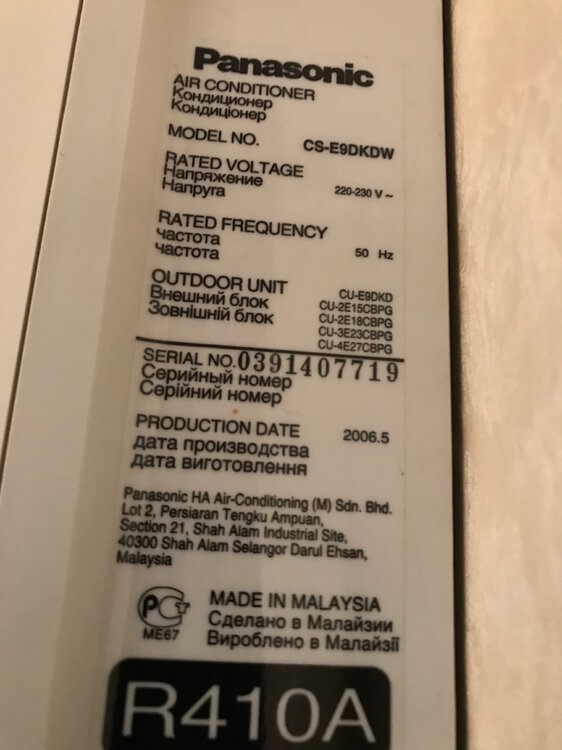 Panasonic
AIR CONDITIONER
Кондиционер
Кондиціонер
MODEL NO. CS-E9DKDW
RATED VOLTAGE
Напряжение
Напруга 220-230 V ~
RATED FREQUENCY
частота
частота 50 Hz
OUTDOOR UNIT CU-E9DKD
Внешний блок CU-2E15CBPG
Зовнішній блок CU-2E18CBPG
CU-3E23CBPG
CU-4E27CBPG
SERIAL NO. 0391407719
Серийный номер
Серійний номер
PRODUCTION DATE 2006.5
дата производства
дата виготовлення
Panasonic HA Air-Conditioning (M) Sdn. Bhd.
Lot 2, Persiaran Tengku Ampuan,
Section 21, Shah Alam Industrial Site,
40300 Shah Alam Selangor Darul Ehsan,
Malaysia
РСТ MADE IN MALAYSIA
ME67 Сделано в Малайзии
Вироблено в Малайзії
R410A